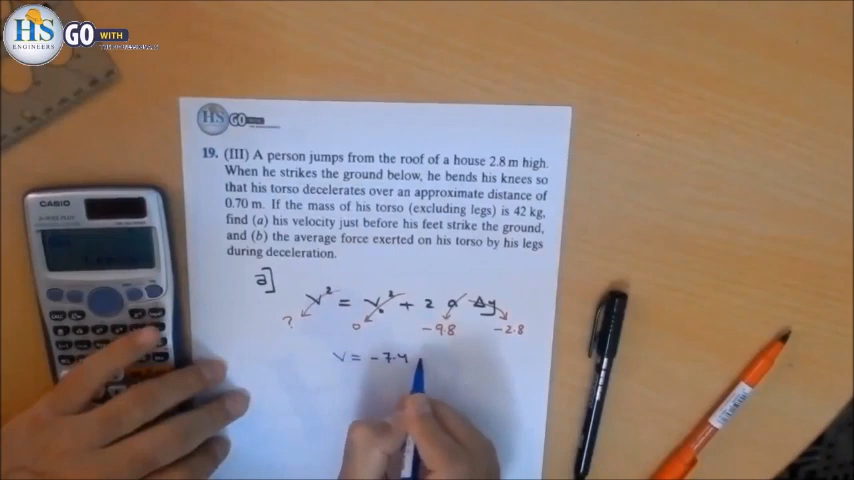 HS GO WITH
ENGINEERS
HS GO
19. (III) A person jumps from the roof of a house 2.8 m high.
When he strikes the ground below, he bends his knees so
that his torso decelerates over an approximate distance of
0.70 m. If the mass of his torso (excluding legs) is 42 kg,
find (a) his velocity just before his feet strike the ground,
and (b) the average force exerted on his torso by his legs
during deceleration.
a]
v² = v.² + 2 a Δy
? 0 -9.8 -2.8
v = -7.4
CASIO